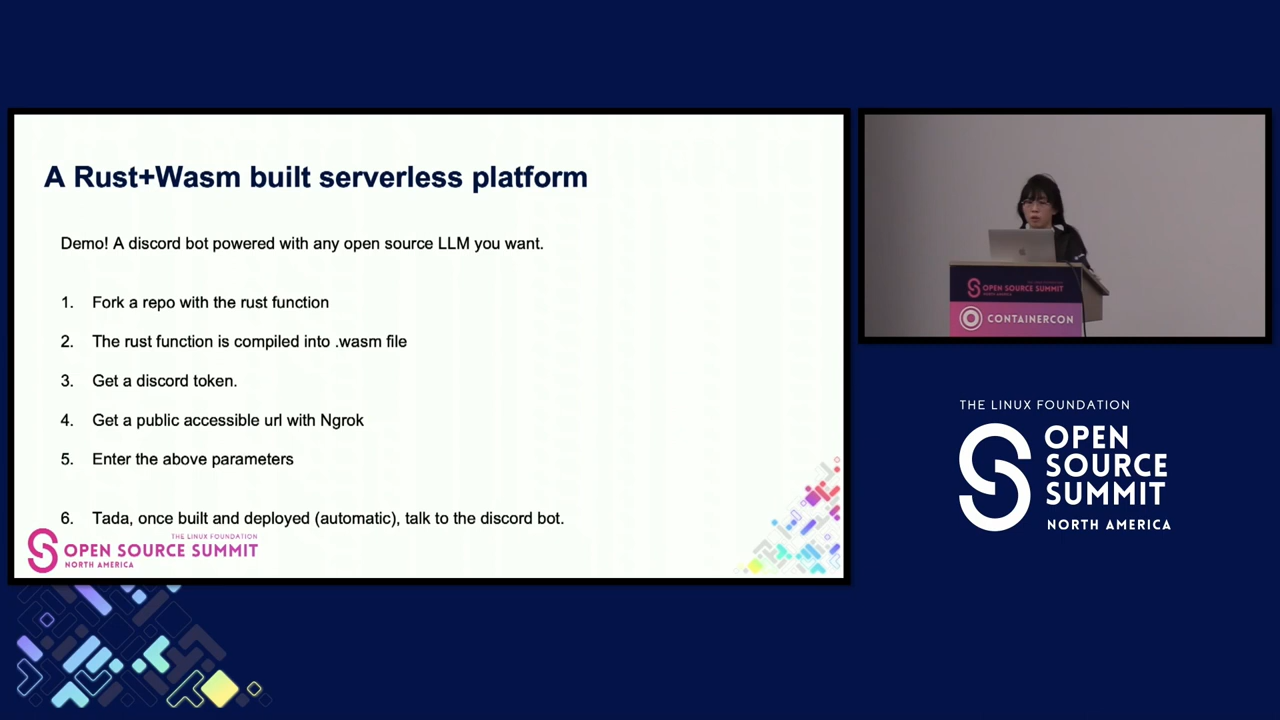 A Rust+Wasm built serverless platform
Demo! A discord bot powered with any open source LLM you want.
1. Fork a repo with the rust function
2. The rust function is compiled into .wasm file
3. Get a discord token.
4. Get a public accessible url with Ngrok
5. Enter the above parameters
6. Tada, once built and deployed (automatic), talk to the discord bot.
THE LINUX FOUNDATION
OPEN SOURCE SUMMIT
NORTH AMERICA
OPEN SOURCE SUMMIT
NORTH AMERICA
CONTAINERCON
THE LINUX FOUNDATION
OPEN
SOURCE
SUMMIT
NORTH AMERICA